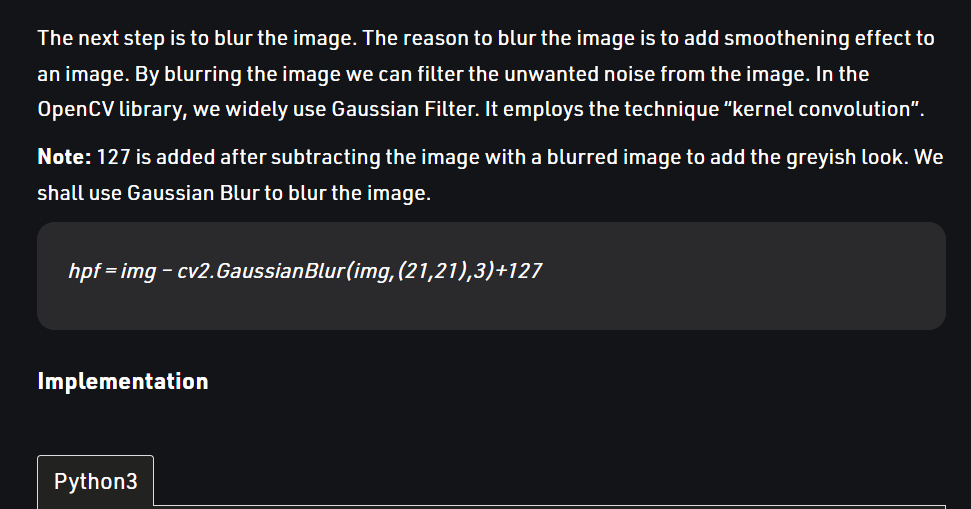 The next step is to blur the image. The reason to blur the image is to add smoothening effect to
an image. By blurring the image we can filter the unwanted noise from the image. In the
OpenCV library, we widely use Gaussian Filter. It employs the technique “kernel convolution”.
Note: 127 is added after subtracting the image with a blurred image to add the greyish look. We
shall use Gaussian Blur to blur the image.
hpf = img – cv2.GaussianBlur(img,(21,21),3)+127
Implementation
Python3